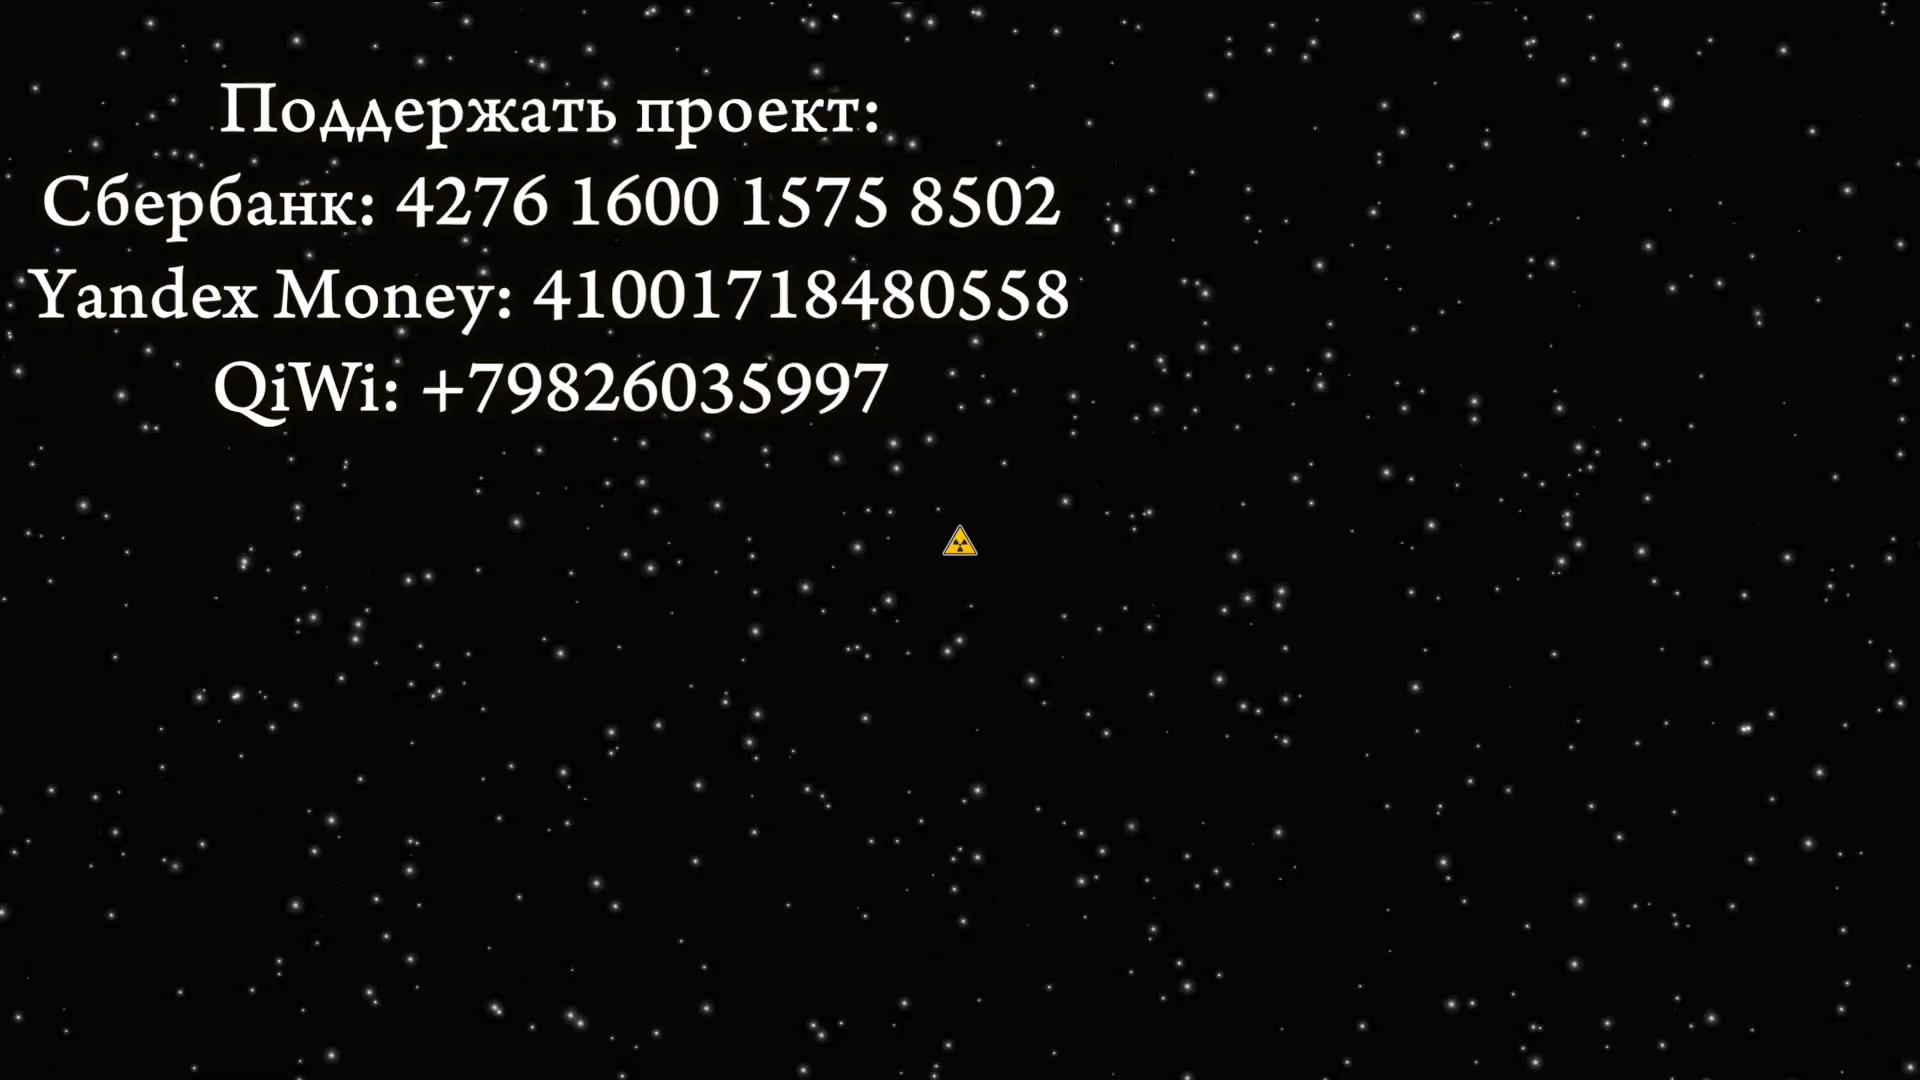 Поддержать проект:
Сбербанк: 4276 1600 1575 8502
Yandex Money: 41001718480558
QiWi: +79826035997